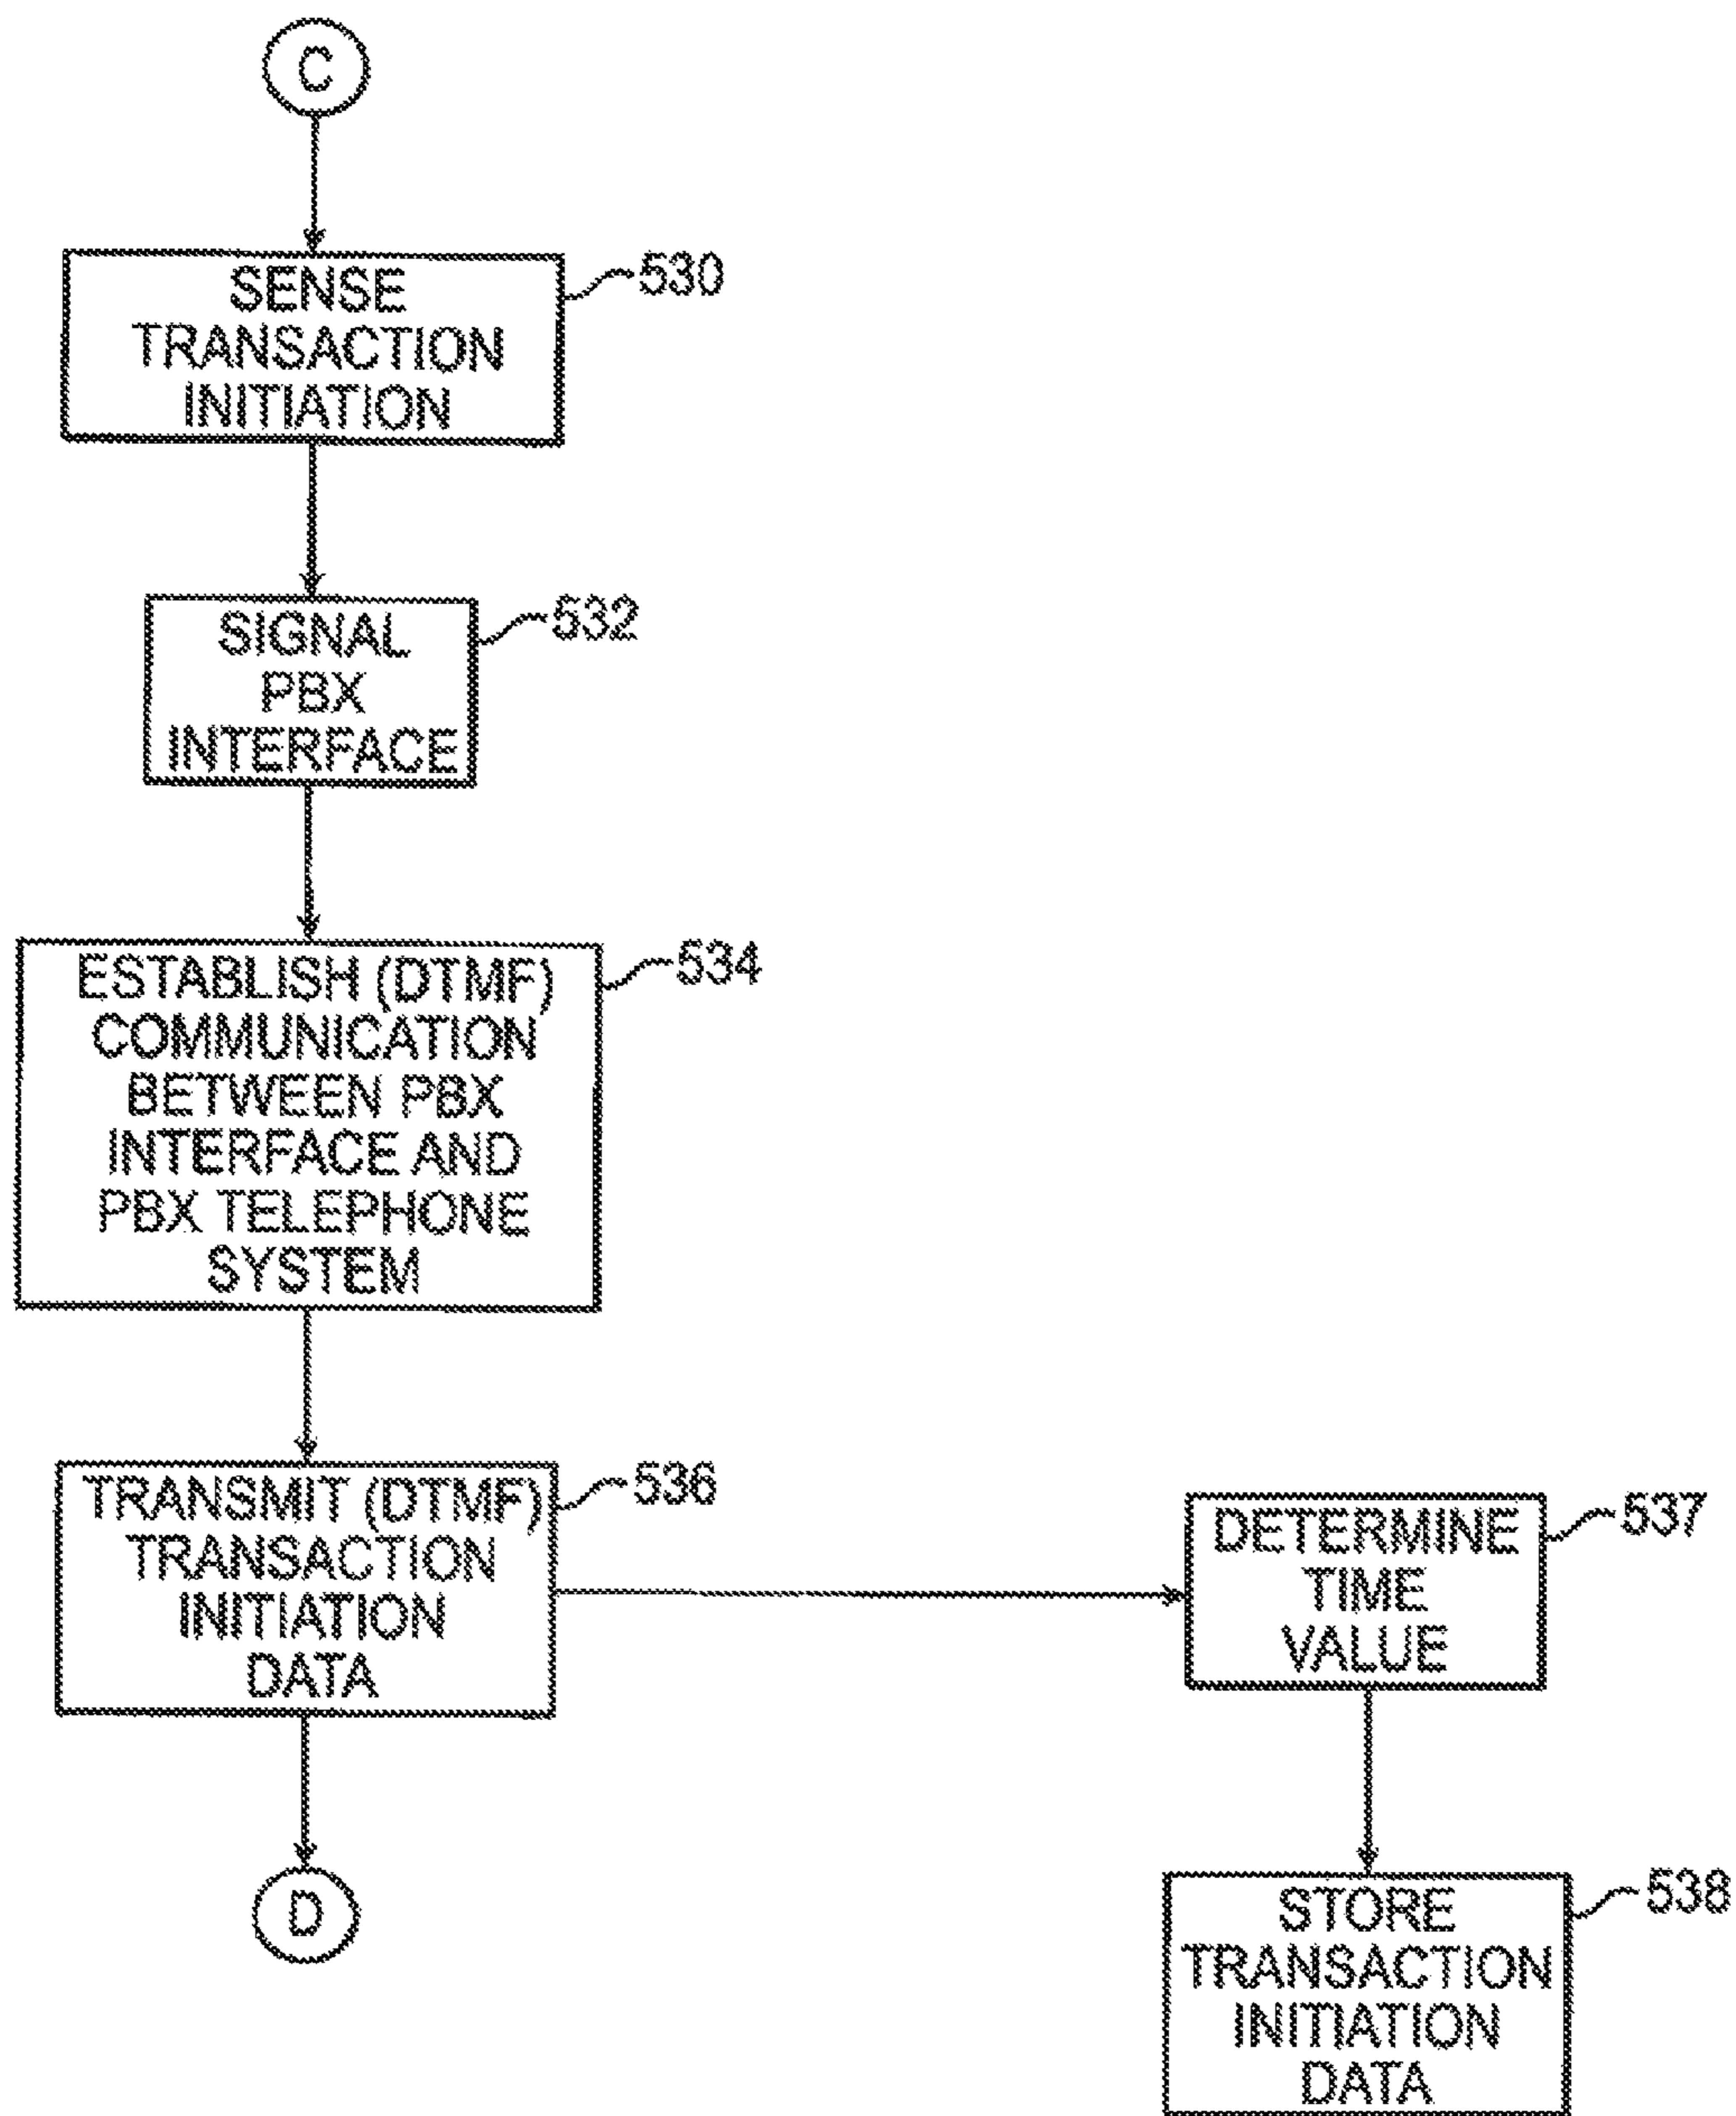 C
SENSE
TRANSACTION
INITIATION
530
SIGNAL
PBX
INTERFACE
532
ESTABLISH (DTMF)
COMMUNICATION
BETWEEN PBX
INTERFACE AND
PBX TELEPHONE
SYSTEM
534
TRANSMIT (DTMF)
TRANSACTION
INITIATION
DATA
536
DETERMINE
TIME
VALUE
537
D
STORE
TRANSACTION
INITIATION
DATA
538